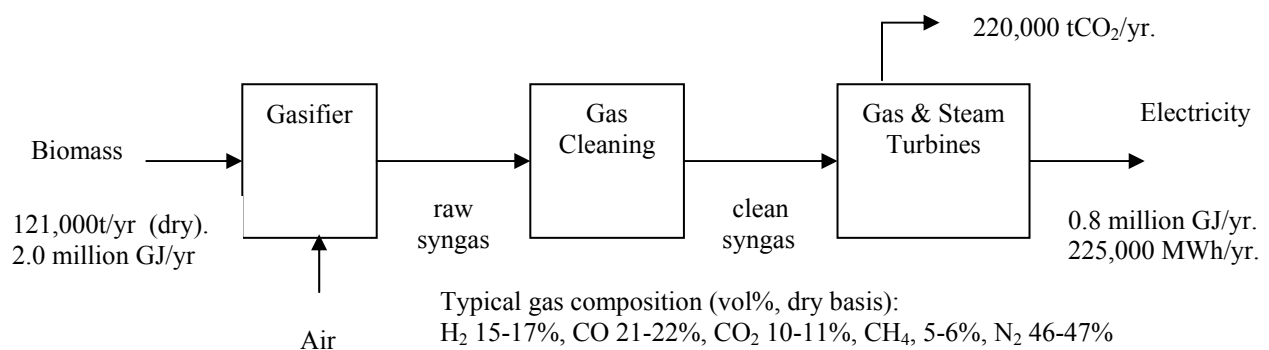 220,000 tCO₂/yr.
Gasifier
Gas
Cleaning
Gas & Steam
Turbines
Electricity
Biomass
raw
syngas
clean
syngas
121,000t/yr (dry).
2.0 million GJ/yr
0.8 million GJ/yr.
225,000 MWh/yr.
Air
Typical gas composition (vol%, dry basis):
H₂ 15-17%, CO 21-22%, CO₂ 10-11%, CH₄, 5-6%, N₂ 46-47%